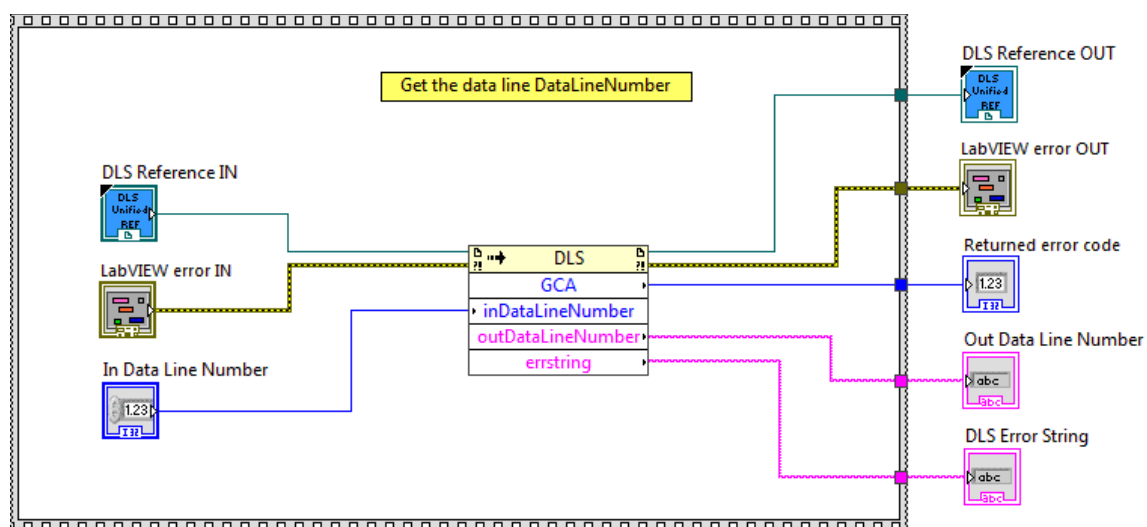 DLS Reference OUT
Get the data line DataLineNumber
DLS
Unified
REF
LabVIEW error OUT
DLS Reference IN
DLS
Unified
REF
Returned error code
1.23
I32
LabVIEW error IN
?!
DLS
?!
GCA
inDataLineNumber
outDataLineNumber
errstring
Out Data Line Number
abc
abc
In Data Line Number
1.23
I32
DLS Error String
abc
abc